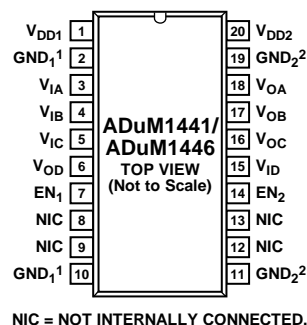 VDD1 1 20 VDD2
GND1¹ 2 19 GND2²
VIA 3 18 VOA
VIB 4 17 VOB
VIC 5 16 VOC
VOD 6 15 VID
EN1 7 14 EN2
NIC 8 13 NIC
NIC 9 12 NIC
GND1¹ 10 11 GND2²
ADuM1441/
ADuM1446
TOP VIEW
(Not to Scale)
NIC = NOT INTERNALLY CONNECTED.